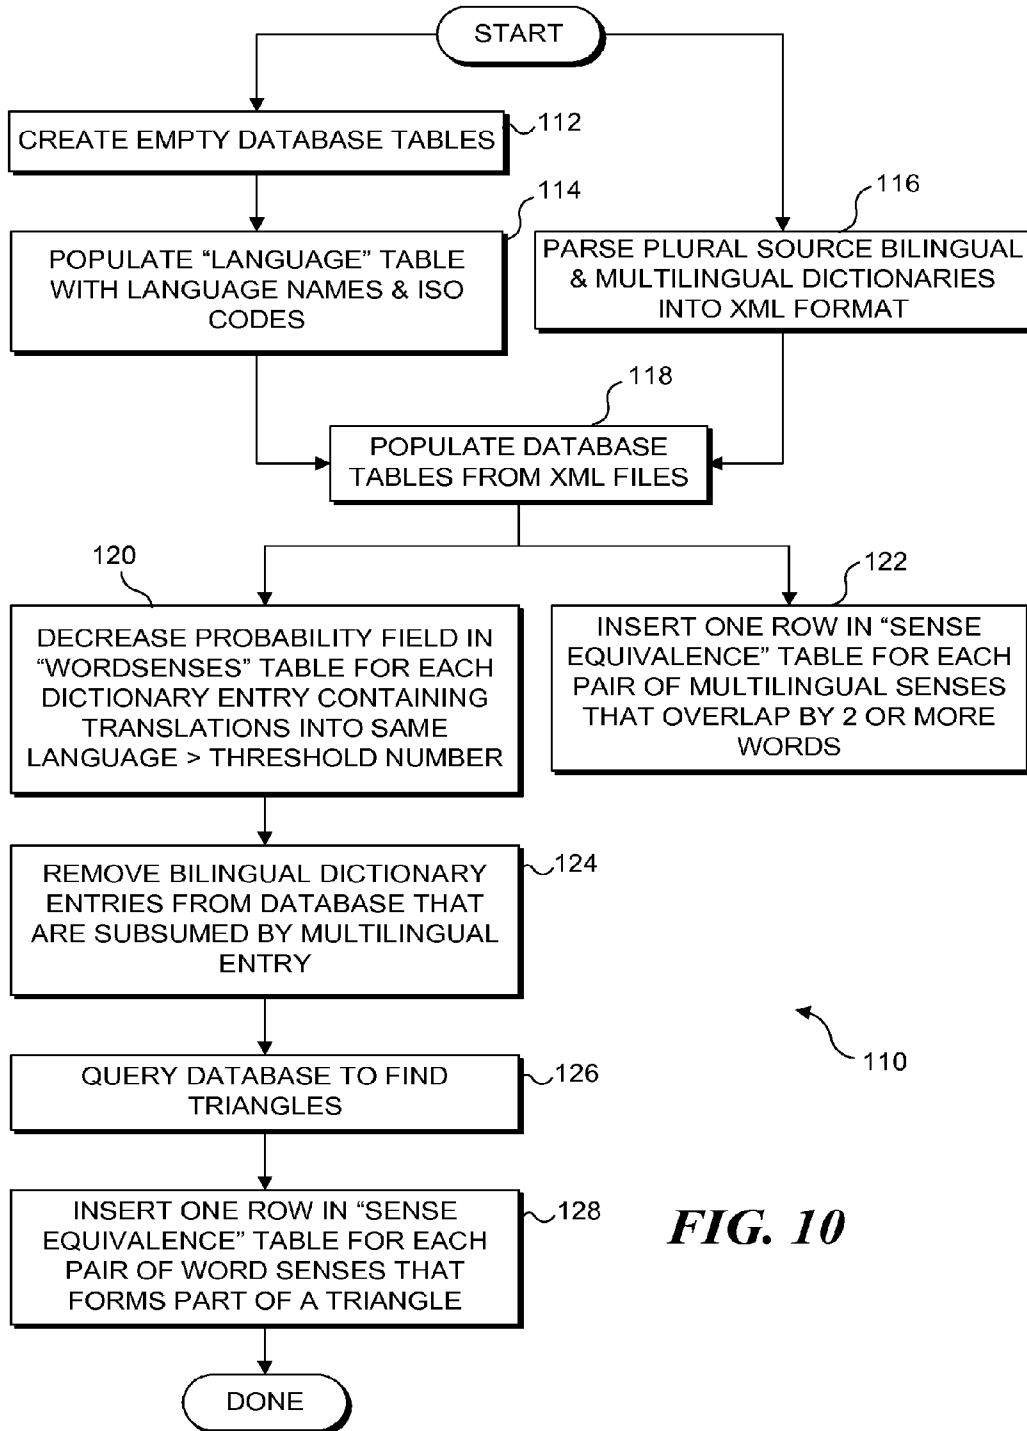 START
CREATE EMPTY DATABASE TABLES
112
114
POPULATE “LANGUAGE” TABLE
WITH LANGUAGE NAMES & ISO
CODES
116
PARSE PLURAL SOURCE BILINGUAL
& MULTILINGUAL DICTIONARIES
INTO XML FORMAT
118
POPULATE DATABASE
TABLES FROM XML FILES
120
DECREASE PROBABILITY FIELD IN
“WORDSENSES” TABLE FOR EACH
DICTIONARY ENTRY CONTAINING
TRANSLATIONS INTO SAME
LANGUAGE > THRESHOLD NUMBER
122
INSERT ONE ROW IN “SENSE
EQUIVALENCE” TABLE FOR EACH
PAIR OF MULTILINGUAL SENSES
THAT OVERLAP BY 2 OR MORE
WORDS
REMOVE BILINGUAL DICTIONARY
ENTRIES FROM DATABASE THAT
ARE SUBSUMED BY MULTILINGUAL
ENTRY
124
QUERY DATABASE TO FIND
TRIANGLES
126
110
INSERT ONE ROW IN “SENSE
EQUIVALENCE” TABLE FOR EACH
PAIR OF WORD SENSES THAT
FORMS PART OF A TRIANGLE
128
FIG. 10
DONE